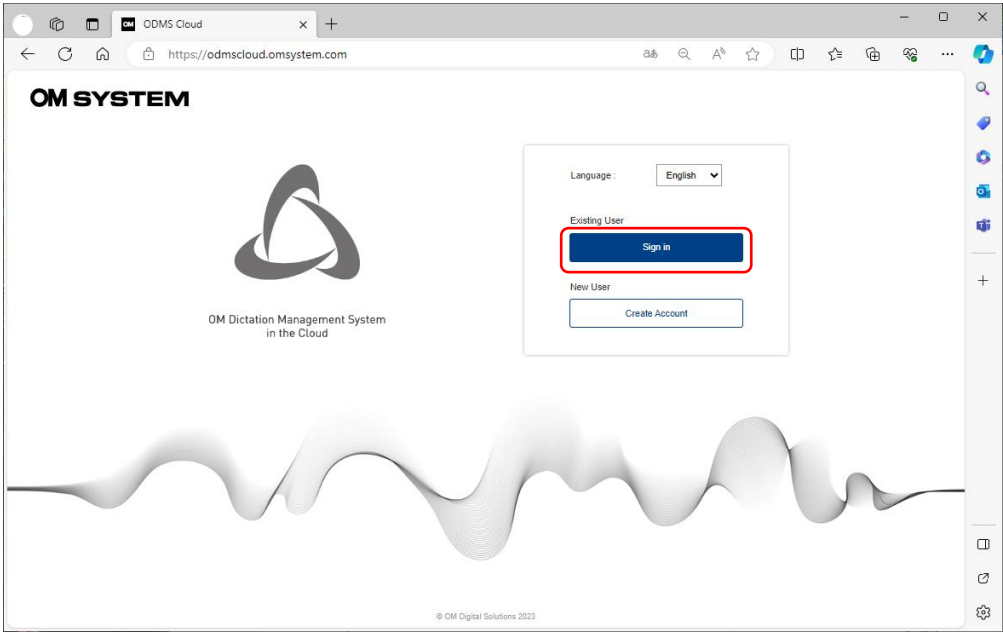 ODMS Cloud
https://odmscloud.omsystem.com
OM SYSTEM
Language : English
Existing User
Sign in
New User
Create Account
OM Dictation Management System
in the Cloud
© OM Digital Solutions 2023